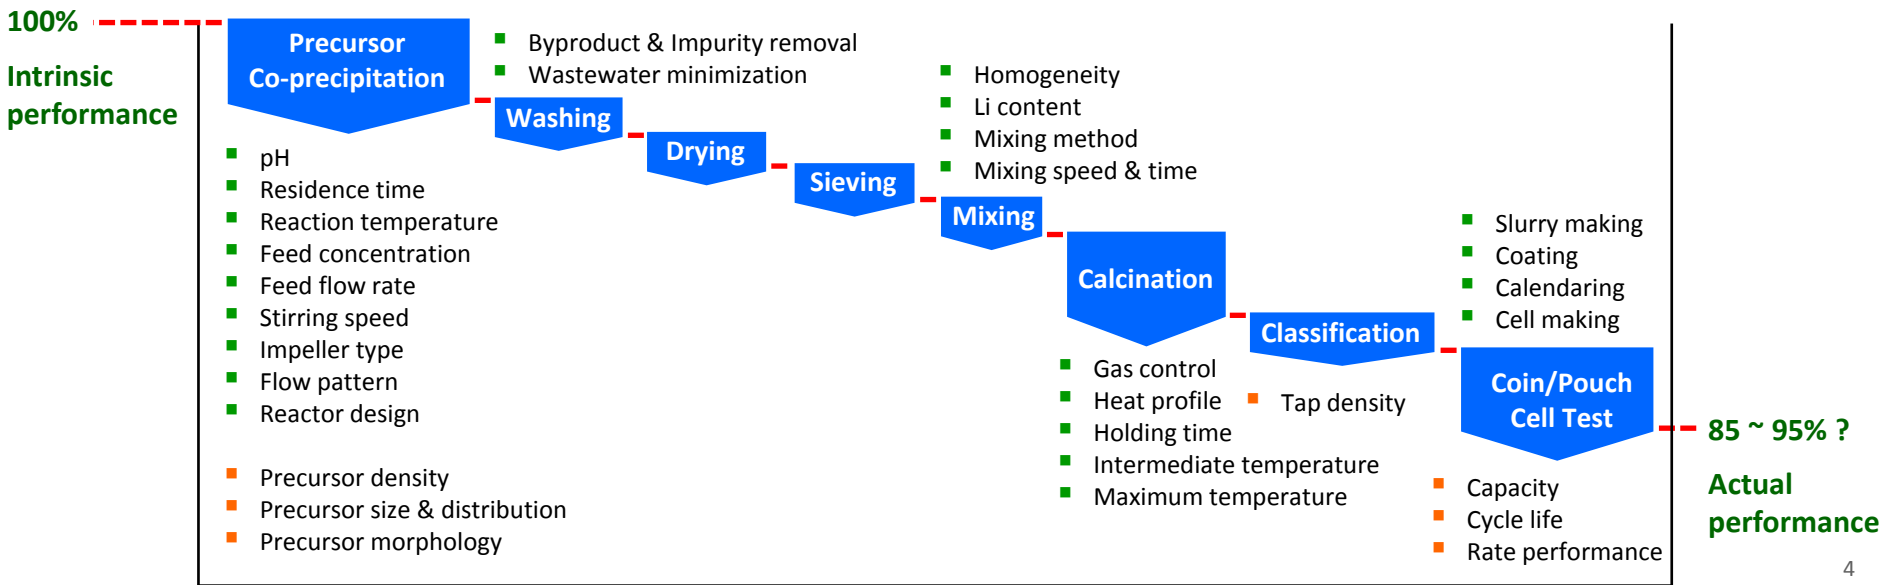 100%
Intrinsic
performance
Precursor
Co-precipitation
Byproduct & Impurity removal
Wastewater minimization
Washing
Drying
Sieving
Homogeneity
Li content
Mixing method
Mixing speed & time
Mixing
pH
Residence time
Reaction temperature
Feed concentration
Feed flow rate
Stirring speed
Impeller type
Flow pattern
Reactor design
Precursor density
Precursor size & distribution
Precursor morphology
Calcination
Gas control
Heat profile
Holding time
Intermediate temperature
Maximum temperature
Classification
Tap density
Slurry making
Coating
Calendaring
Cell making
Coin/Pouch
Cell Test
Capacity
Cycle life
Rate performance
85 ~ 95% ?
Actual
performance
4